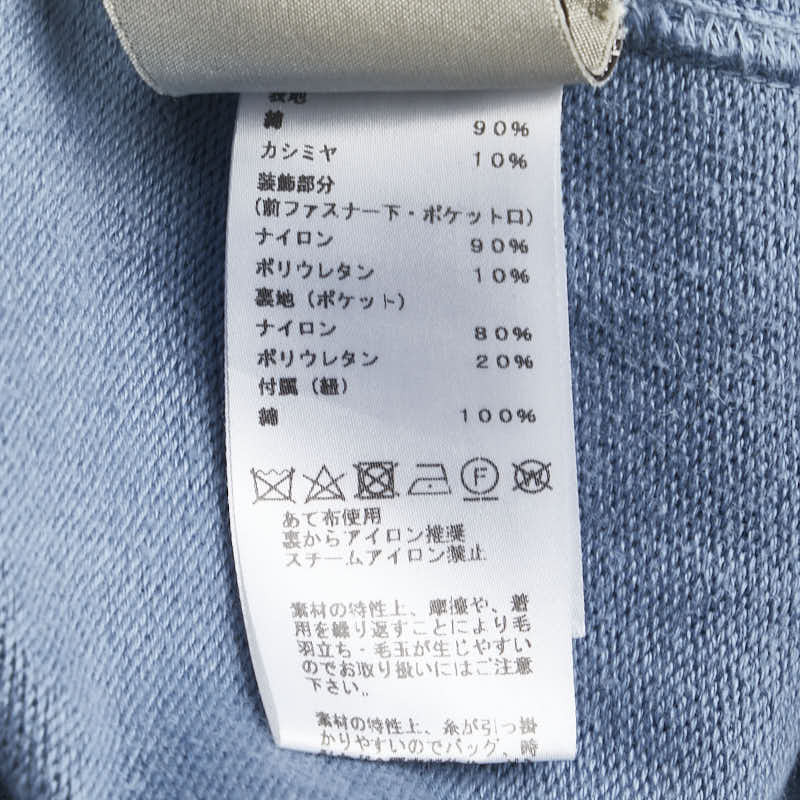 表地
綿 90%
カシミヤ 10%
装飾部分
(前ファスナー下・ポケット口)
ナイロン 90%
ポリウレタン 10%
裏地(ポケット)
ナイロン 80%
ポリウレタン 20%
付属(紐)
綿 100%
F W
あて布使用
裏からアイロン推奨
スチームアイロン禁止
素材の特性上、摩擦や、着
用を繰り返すことにより毛
羽立ち・毛玉が生じやすい
のでお取り扱いにはご注意
下さい。
素材の特性上、糸が引っ掛
かりやすいのでバッグ、時